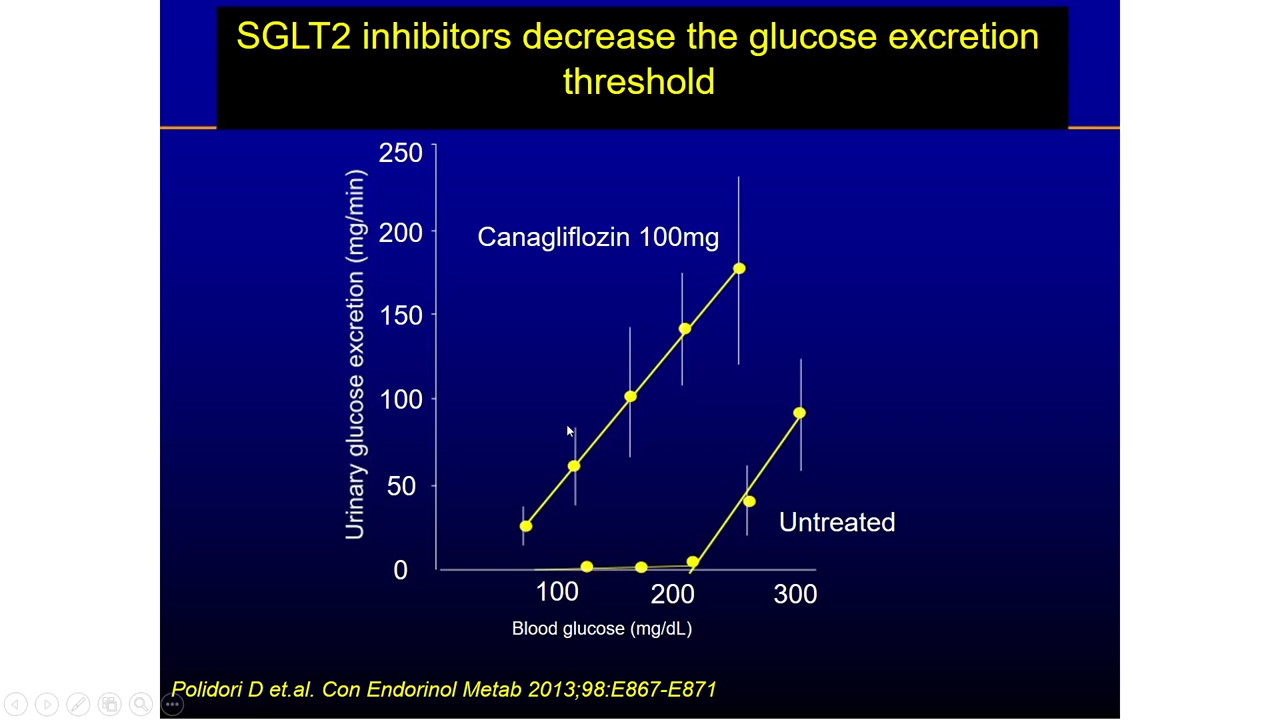 SGLT2 inhibitors decrease the glucose excretion
threshold
250
200
150
100
50
0
Urinary glucose excretion (mg/min)
Canagliflozin 100mg
Untreated
100 200 300
Blood glucose (mg/dL)
Polidori D et.al. Con Endorinol Metab 2013;98:E867-E871